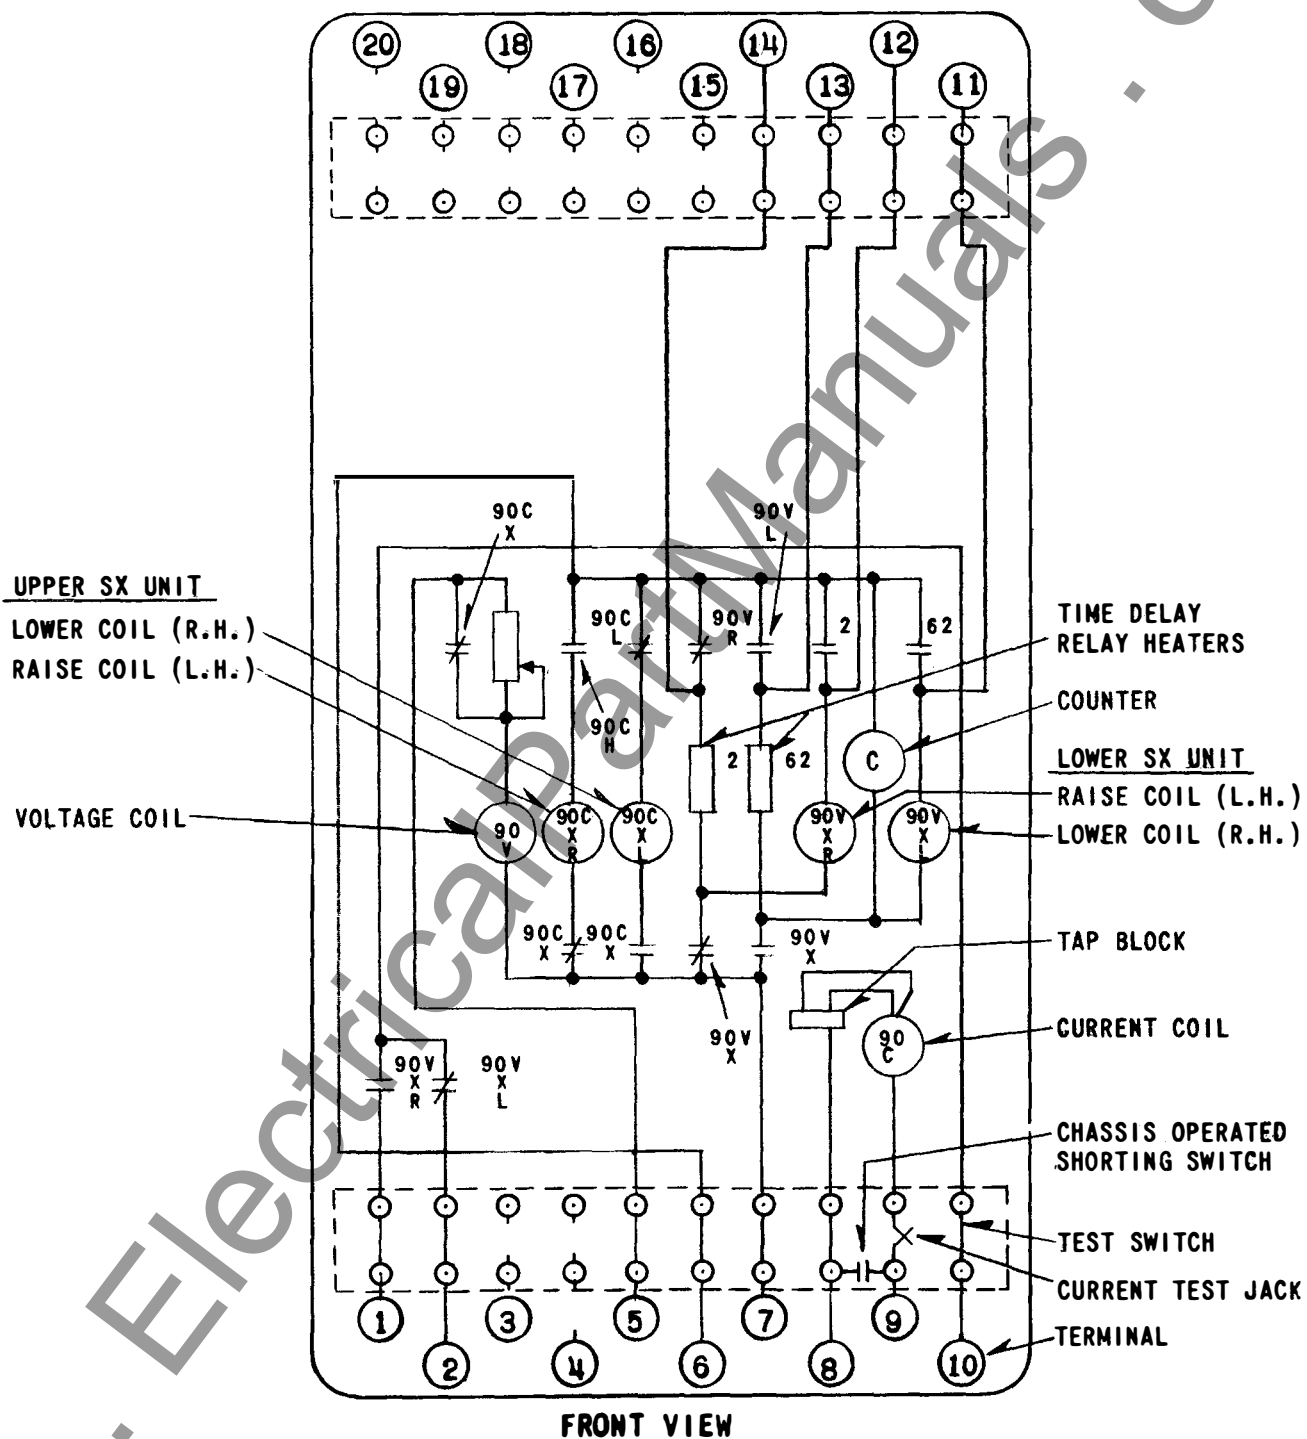 20
18
16
14
12
19
17
15
13
11
90C
X
90V
L
UPPER SX UNIT
LOWER COIL (R.H.)
RAISE COIL (L.H.)
90C
L
90V
R
2
62
TIME DELAY
RELAY HEATERS
90C
H
2
62
C
COUNTER
LOWER SX UNIT
RAISE COIL (L.H.)
LOWER COIL (R.H.)
VOLTAGE COIL
90
V
90C
X
R
90C
X
L
90V
X
R
90V
X
L
90C
X
90C
X
90V
X
90V
X
TAP BLOCK
90
C
CURRENT COIL
90V
X
R
90V
X
L
CHASSIS OPERATED
SHORTING SWITCH
TEST SWITCH
CURRENT TEST JACK
TERMINAL
1
3
5
7
9
2
4
6
8
10
FRONT VIEW
. ElectricalPartManuals .